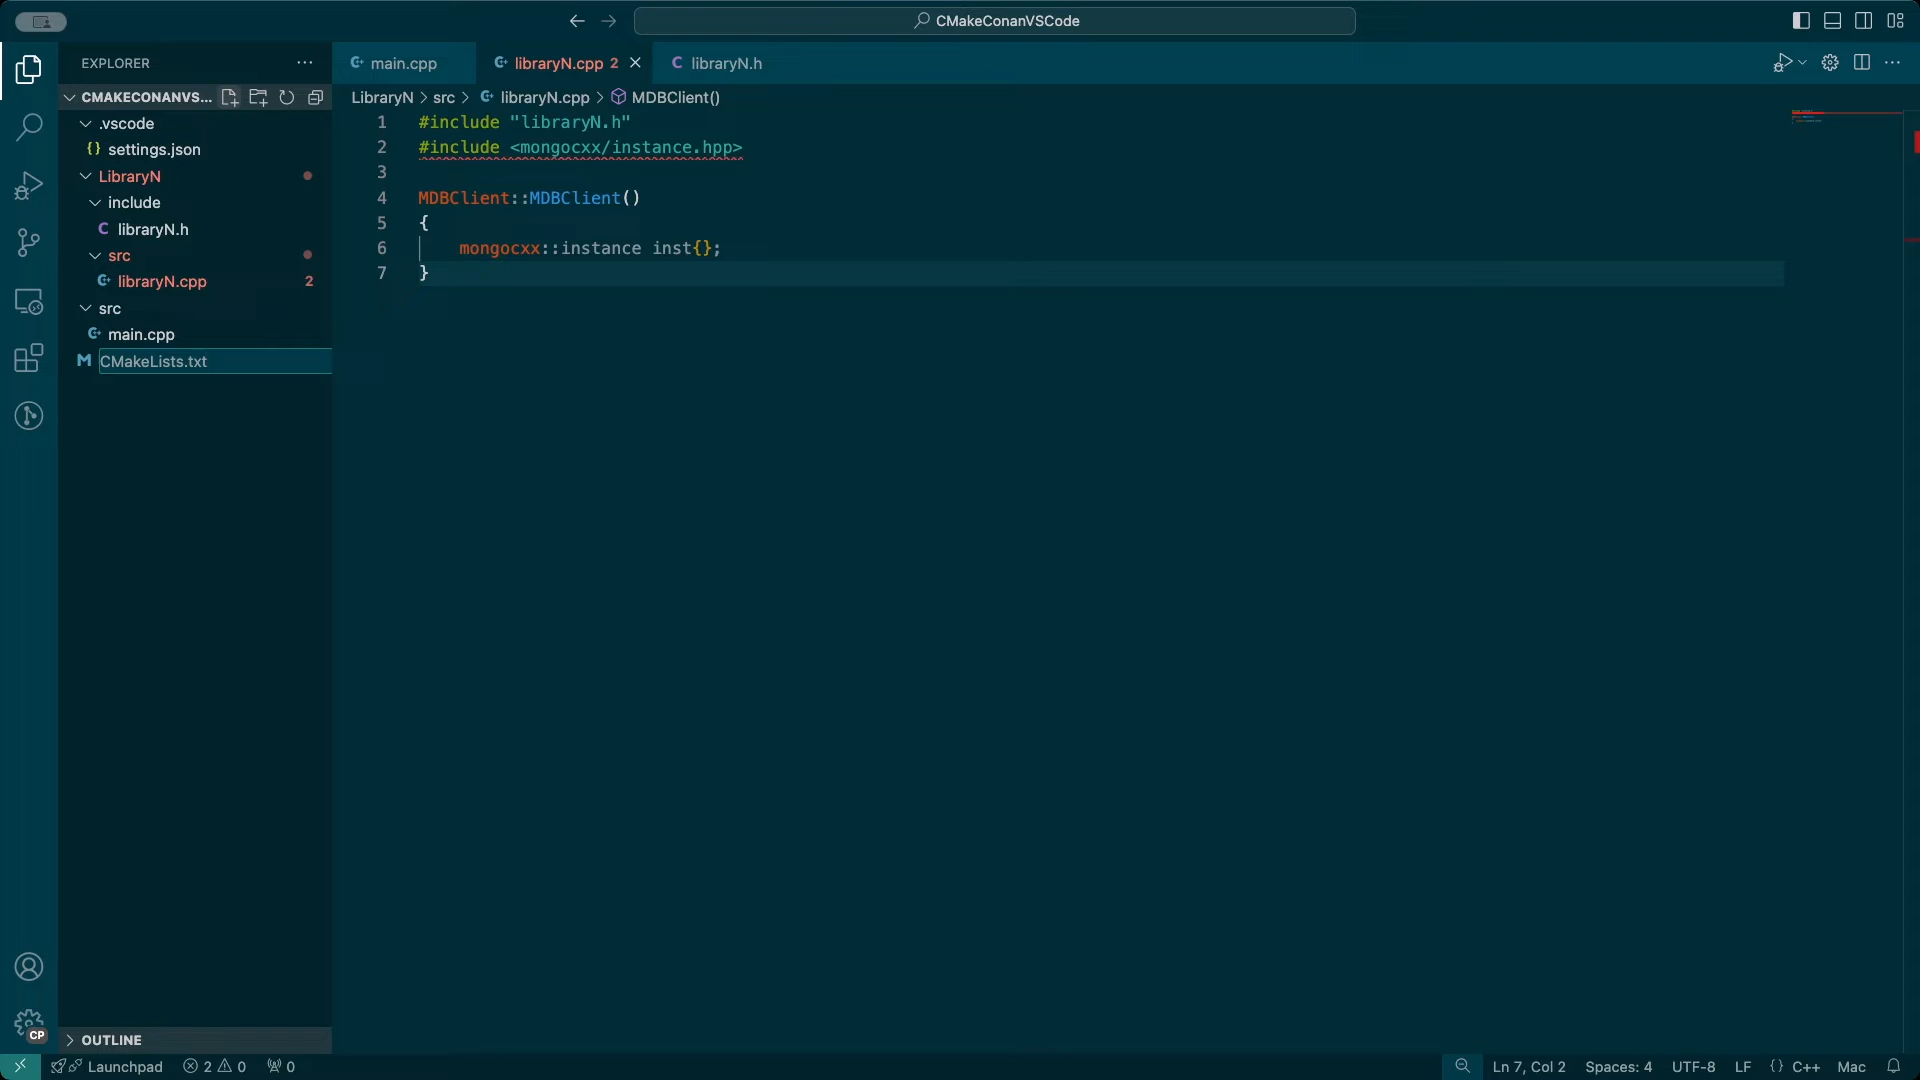 CMakeConanVSCode
EXPLORER
CMAKECONANVS...
.vscode
{} settings.json
LibraryN
include
C libraryN.h
src
C+ libraryN.cpp 2
src
C+ main.cpp
M CMakeLists.txt
OUTLINE
C+ main.cpp
C+ libraryN.cpp 2
C libraryN.h
LibraryN > src > C+ libraryN.cpp > MDBClient()
1 #include "libraryN.h"
2 #include <mongocxx/instance.hpp>
3
4 MDBClient::MDBClient()
5 {
6 mongocxx::instance inst{};
7 }
CP
Launchpad 2 0 0 Ln 7, Col 2 Spaces: 4 UTF-8 LF {} C++ Mac